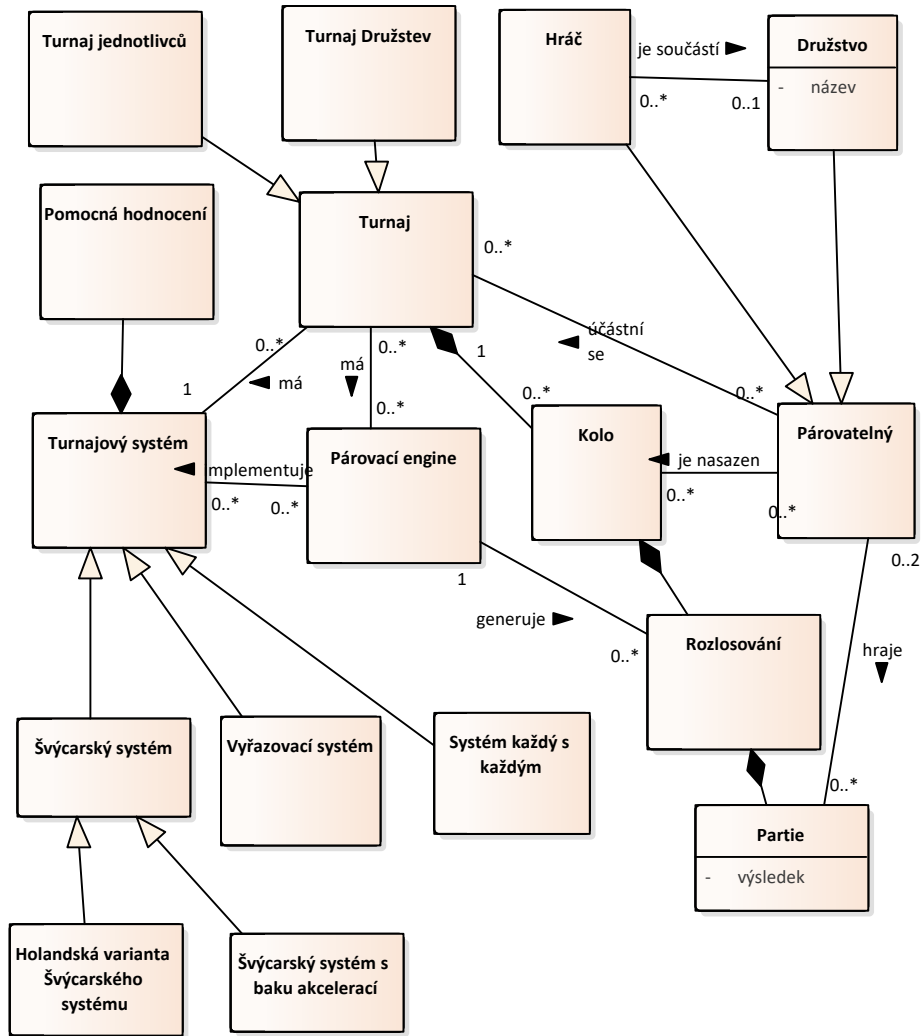 Turnaj jednotlivců
Turnaj Družstev
Hráč
je součástí
Družstvo
- název
0..*
0..1
Pomocná hodnocení
Turnaj
0..*
účástní
se
0..*
0..*
má
1
má
0..*
1
0..*
0..*
Turnajový systém
Párovací engine
Kolo
Párovatelný
implementuje
je nasazen
0..*
0..*
0..*
0..*
1
0..2
generuje
0..*
Rozlosování
hraje
Švýcarský systém
Vyřazovací systém
Systém každý s
každým
0..*
Partie
- výsledek
Holandská varianta
Švýcarského
systému
Švýcarský systém s
baku akcelerací